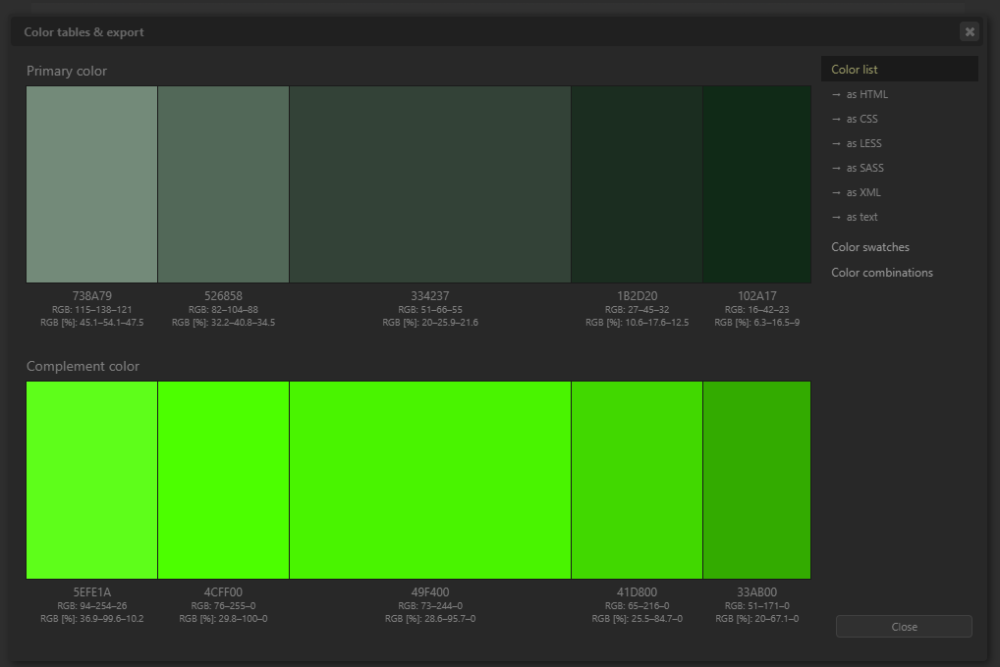 Color tables & export
Primary color
738A79
RGB: 115–138–121
RGB [%]: 45.1–54.1–47.5
526858
RGB: 82–104–88
RGB [%]: 32.2–40.8–34.5
334237
RGB: 51–66–55
RGB [%]: 20–25.9–21.6
1B2D20
RGB: 27–45–32
RGB [%]: 10.6–17.6–12.5
102A17
RGB: 16–42–23
RGB [%]: 6.3–16.5–9
Complement color
5EFE1A
RGB: 94–254–26
RGB [%]: 36.9–99.6–10.2
4CFF00
RGB: 76–255–0
RGB [%]: 29.8–100–0
49F400
RGB: 73–244–0
RGB [%]: 28.6–95.7–0
41D800
RGB: 65–216–0
RGB [%]: 25.5–84.7–0
33AB00
RGB: 51–171–0
RGB [%]: 20–67.1–0
Color list
→ as HTML
→ as CSS
→ as LESS
→ as SASS
→ as XML
→ as text
Color swatches
Color combinations
Close